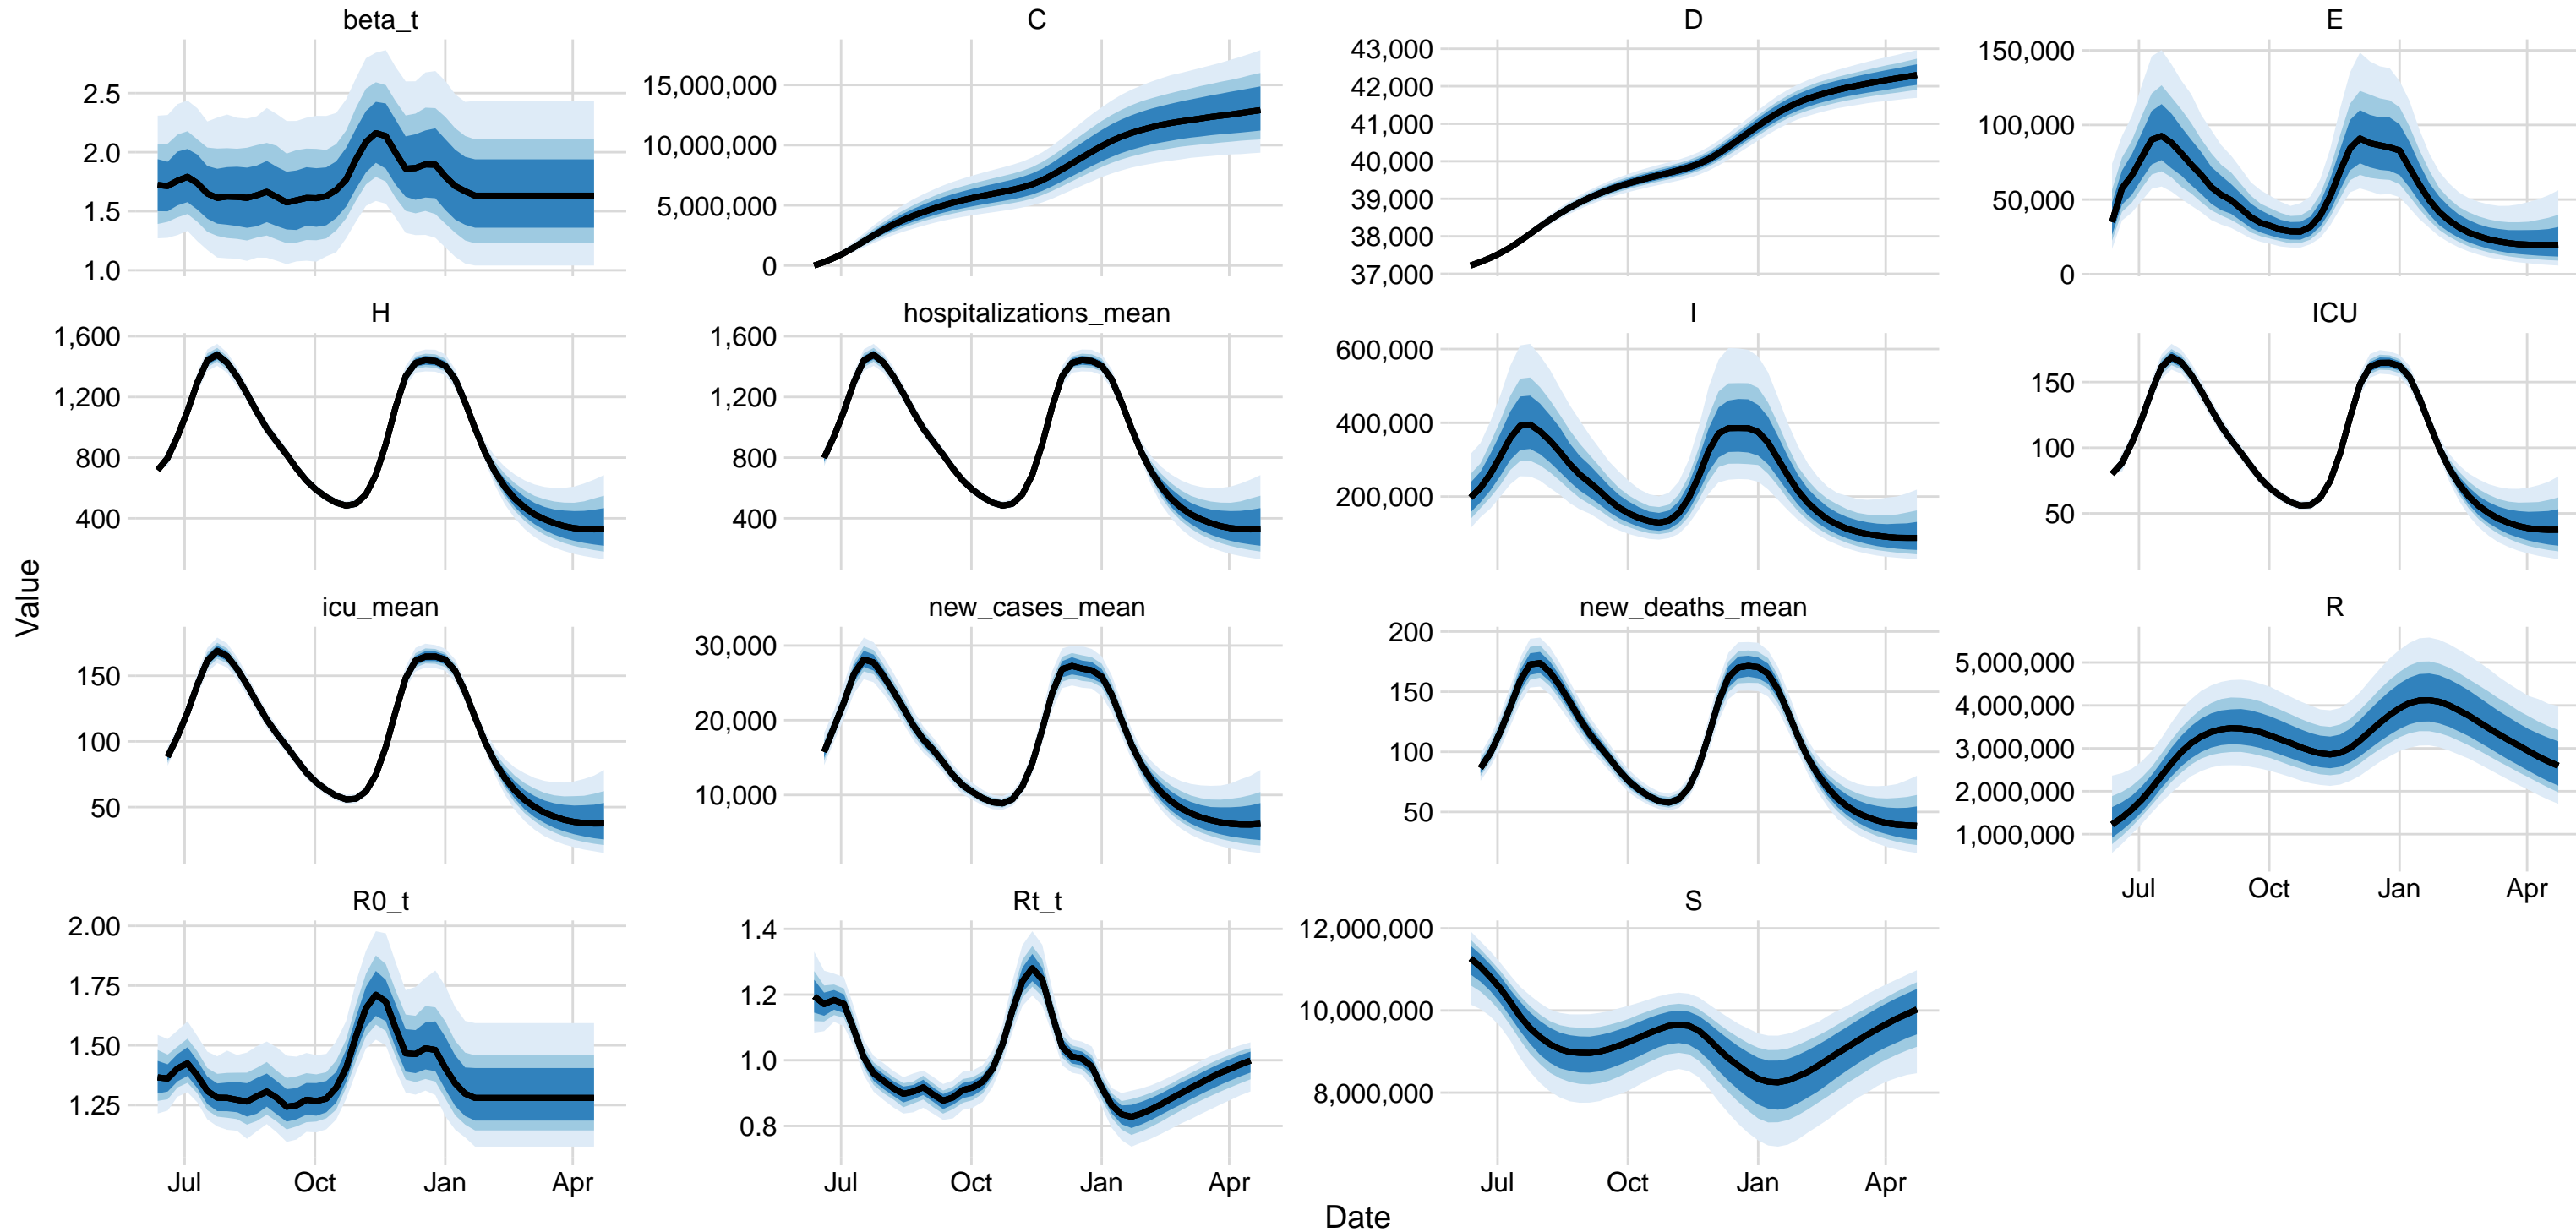 beta_t
C
D
E
2.5
2.0
1.5
1.0
15,000,000
10,000,000
5,000,000
0
43,000
42,000
41,000
40,000
39,000
38,000
37,000
150,000
100,000
50,000
0
H
hospitalizations_mean
I
ICU
1,600
1,200
800
400
1,600
1,200
800
400
600,000
400,000
200,000
150
100
50
Value
icu_mean
new_cases_mean
new_deaths_mean
R
150
100
50
30,000
20,000
10,000
200
150
100
50
5,000,000
4,000,000
3,000,000
2,000,000
1,000,000
Jul Oct Jan Apr
R0_t
Rt_t
S
2.00
1.75
1.50
1.25
1.4
1.2
1.0
0.8
12,000,000
10,000,000
8,000,000
Jul Oct Jan Apr
Jul Oct Jan Apr
Jul Oct Jan Apr
Date